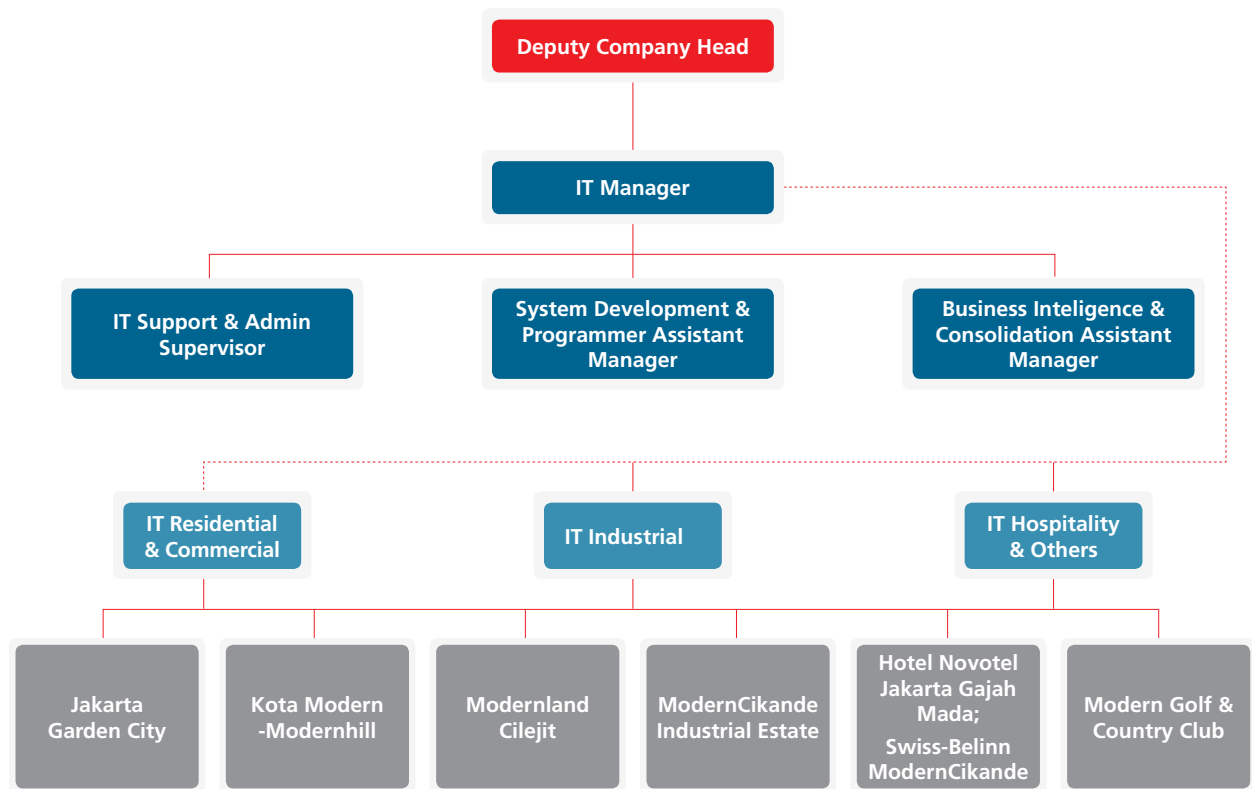 Deputy Company Head
IT Manager
IT Support & Admin
Supervisor
System Development &
Programmer Assistant
Manager
Business Inteligence &
Consolidation Assistant
Manager
IT Residential
& Commercial
IT Industrial
IT Hospitality
& Others
Jakarta
Garden City
Kota Modern
-Modernhill
Modernland
Cilejit
ModernCikande
Industrial Estate
Hotel Novotel
Jakarta Gajah
Mada;
Swiss-Belinn
ModernCikande
Modern Golf &
Country Club